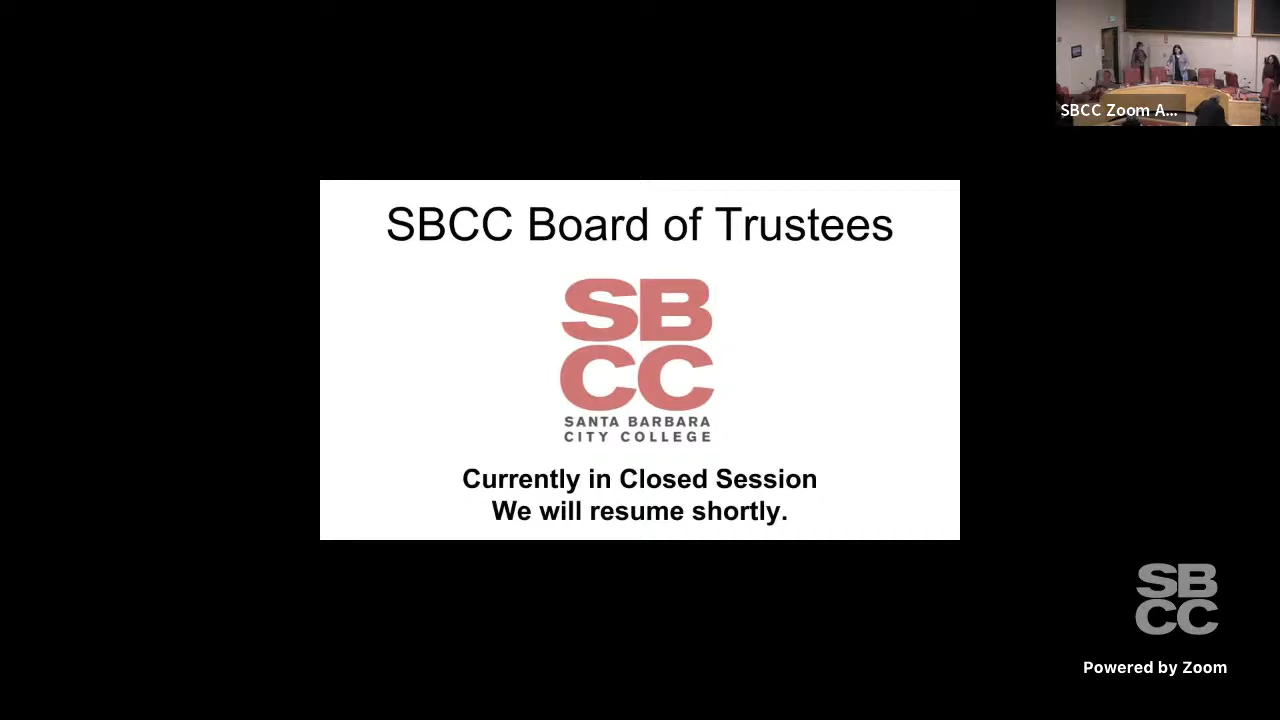 SBCC Zoom A...
SBCC Board of Trustees
SB
CC
SANTA BARBARA
CITY COLLEGE
Currently in Closed Session
We will resume shortly.
SB
CC
Powered by Zoom